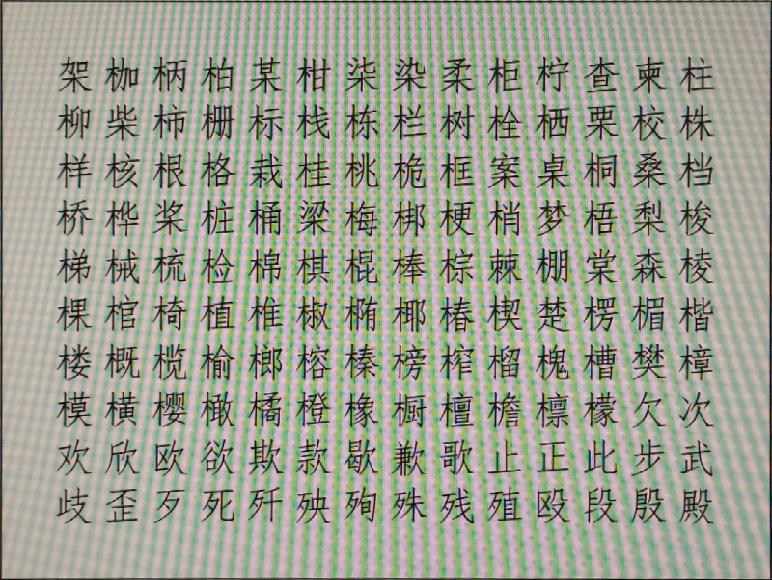 架枷柄柏某柑柒染柔柜柠查柬柱
柳柴柿栅标栈栋栏树栓栖栗校株
样核根格栽桂桃桅框案桌桐桑档
桥桦桨桩桶梁梅梆梗梢梦梧梨梭
梯械梳检棉棋棍棒棕棘棚棠森棱
棵棺椅植椎椒椭椰椿楔楚楞楣楷
楼概榄榆榔榕榛榜榨榴槐槽樊樟
模横樱橄橘橙橡橱檀檐檩檬欠次
欢欣欧欲欺款歇歉歌止正此步武
歧歪歹死歼殃殉殊残殖殴段殷殿